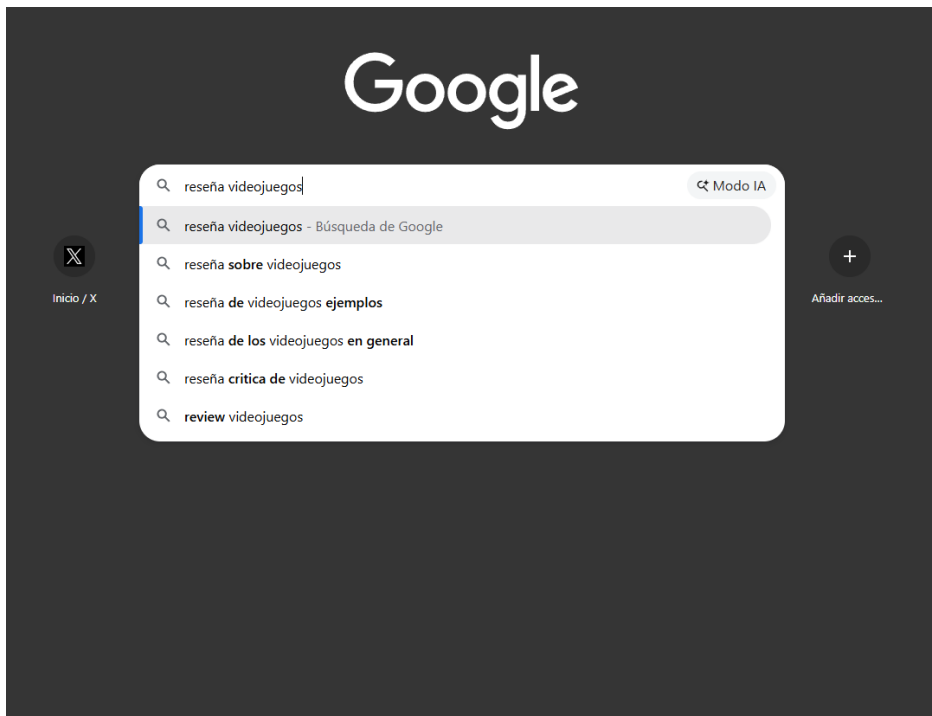 Google
reseña videojuegos
Modo IA
reseña videojuegos - Búsqueda de Google
reseña sobre videojuegos
reseña de videojuegos ejemplos
reseña de los videojuegos en general
reseña critica de videojuegos
review videojuegos
Inicio / X
Añadir acces...